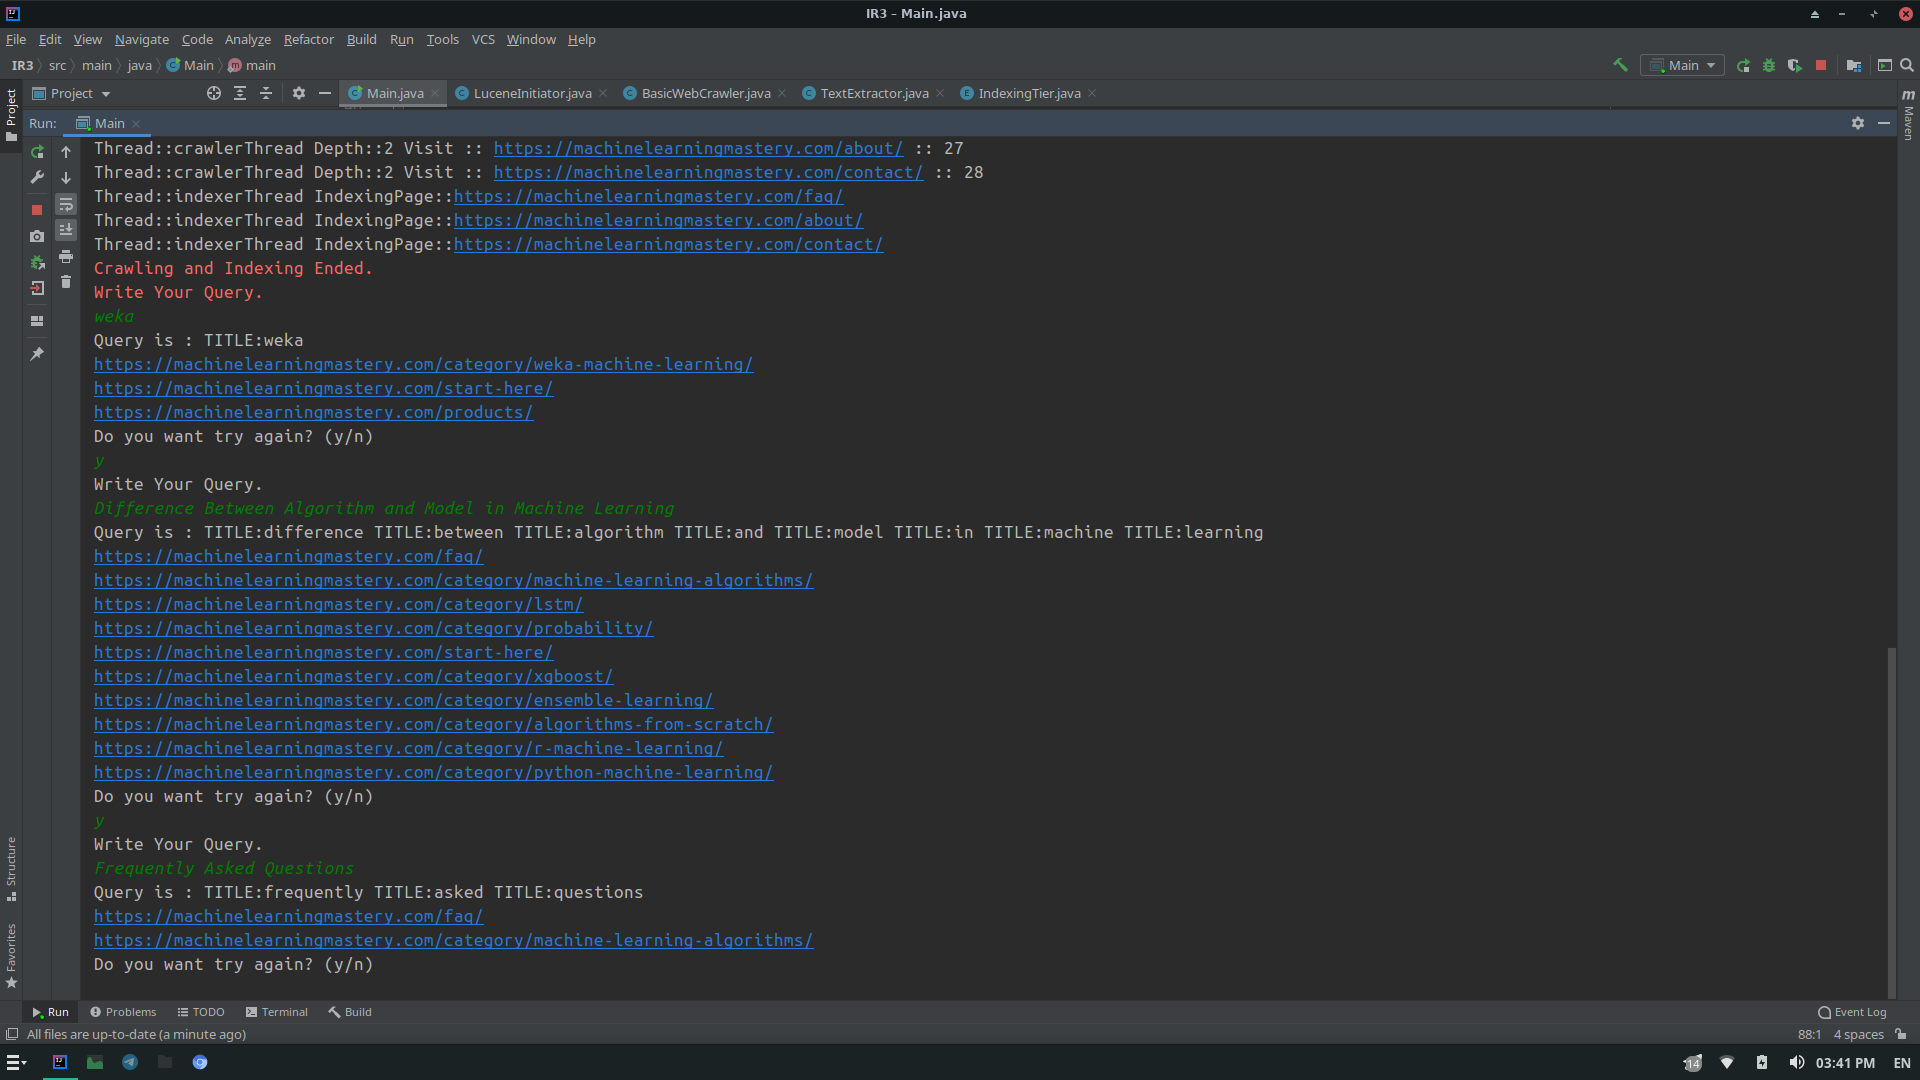 IR3 – Main.java
File Edit View Navigate Code Analyze Refactor Build Run Tools VCS Window Help
IR3 src main java Main main
Main
Project Main.java LuceneInitiator.java BasicWebCrawler.java TextExtractor.java IndexingTier.java
Project
Maven
Run: Main
Thread::crawlerThread Depth::2 Visit :: https://machinelearningmastery.com/about/ :: 27
Thread::crawlerThread Depth::2 Visit :: https://machinelearningmastery.com/contact/ :: 28
Thread::indexerThread IndexingPage::https://machinelearningmastery.com/faq/
Thread::indexerThread IndexingPage::https://machinelearningmastery.com/about/
Thread::indexerThread IndexingPage::https://machinelearningmastery.com/contact/
Crawling and Indexing Ended.
Write Your Query.
weka
Query is : TITLE:weka
https://machinelearningmastery.com/category/weka-machine-learning/
https://machinelearningmastery.com/start-here/
https://machinelearningmastery.com/products/
Do you want try again? (y/n)
y
Write Your Query.
Difference Between Algorithm and Model in Machine Learning
Query is : TITLE:difference TITLE:between TITLE:algorithm TITLE:and TITLE:model TITLE:in TITLE:machine TITLE:learning
https://machinelearningmastery.com/faq/
https://machinelearningmastery.com/category/machine-learning-algorithms/
https://machinelearningmastery.com/category/lstm/
https://machinelearningmastery.com/category/probability/
https://machinelearningmastery.com/start-here/
https://machinelearningmastery.com/category/xgboost/
https://machinelearningmastery.com/category/ensemble-learning/
https://machinelearningmastery.com/category/algorithms-from-scratch/
https://machinelearningmastery.com/category/r-machine-learning/
https://machinelearningmastery.com/category/python-machine-learning/
Do you want try again? (y/n)
y
Write Your Query.
Frequently Asked Questions
Query is : TITLE:frequently TITLE:asked TITLE:questions
https://machinelearningmastery.com/faq/
https://machinelearningmastery.com/category/machine-learning-algorithms/
Do you want try again? (y/n)
Structure
Favorites
Run Problems TODO Terminal Build Event Log
All files are up-to-date (a minute ago) 88:1 4 spaces
14 03:41 PM EN